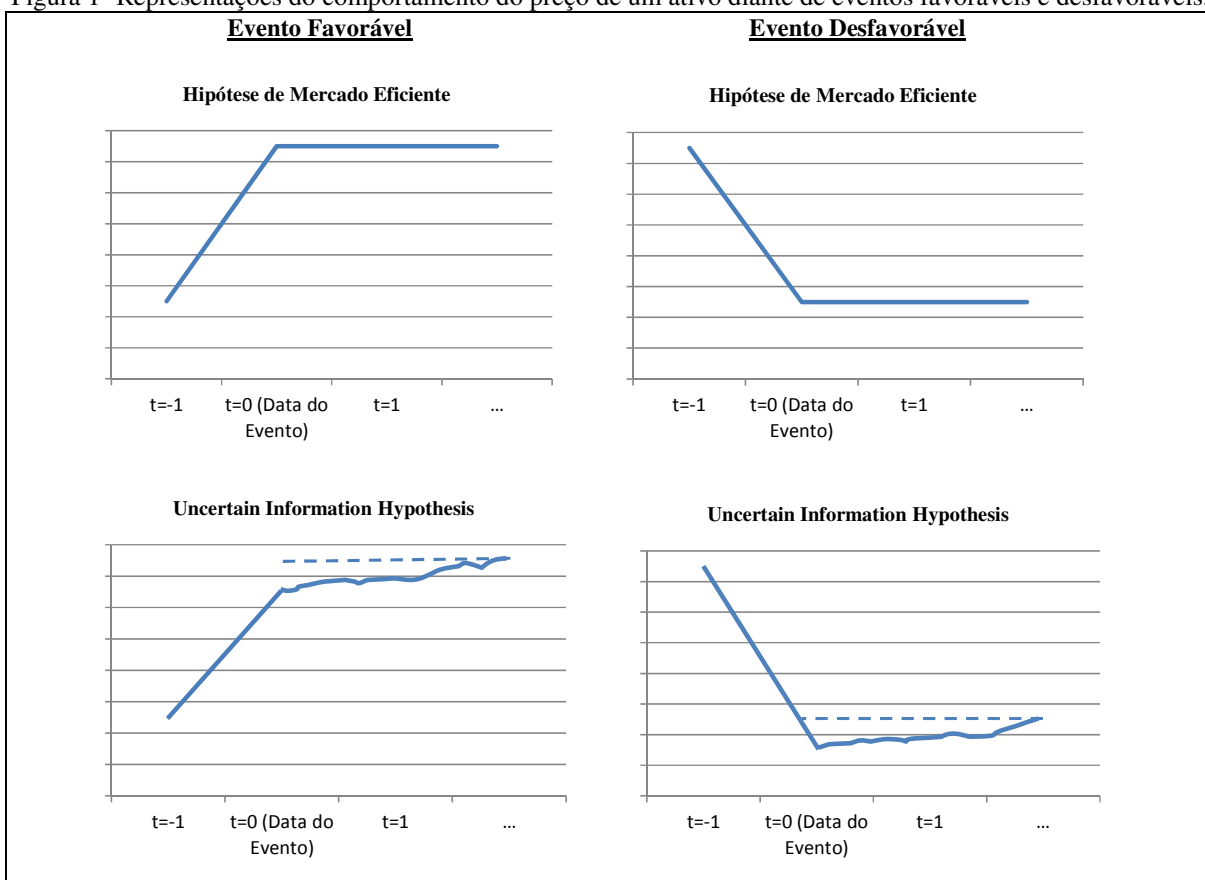 Figura 1- Representações do comportamento do preço de um ativo diante de eventos favoráveis e desfavoráveis.
Evento Favorável
Evento Desfavorável
Hipótese de Mercado Eficiente
Hipótese de Mercado Eficiente
t=-1
t=0 (Data do
Evento)
t=1
...
t=-1
t=0 (Data do
Evento)
t=1
...
Uncertain Information Hypothesis
Uncertain Information Hypothesis
t=-1
t=0 (Data do
Evento)
t=1
...
t=-1
t=0 (Data do
Evento)
t=1
...